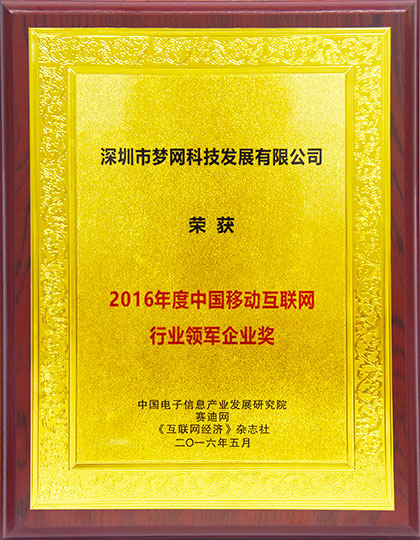 深圳市梦网科技发展有限公司
荣获
2016年度中国移动互联网
行业领军企业奖
中国电子信息产业发展研究院
赛迪网
《互联网经济》杂志社
二〇一六年五月